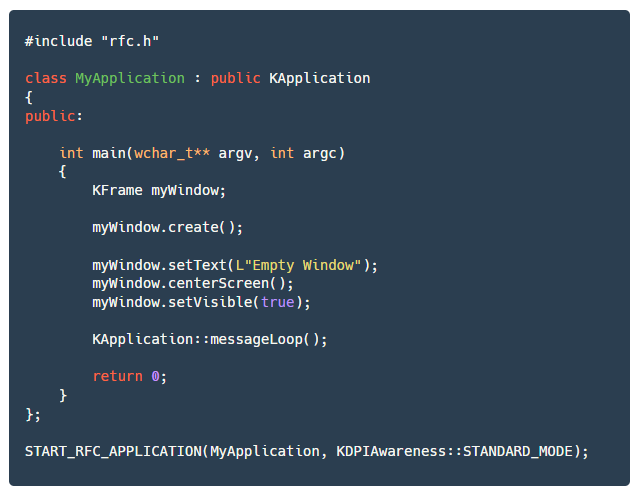 #include "rfc.h"
class MyApplication : public KApplication
{
public:
int main(wchar_t** argv, int argc)
{
KFrame myWindow;
myWindow.create();
myWindow.setText(L"Empty Window");
myWindow.centerScreen();
myWindow.setVisible(true);
KApplication::messageLoop();
return 0;
}
};
START_RFC_APPLICATION(MyApplication, KDPIAwareness::STANDARD_MODE);